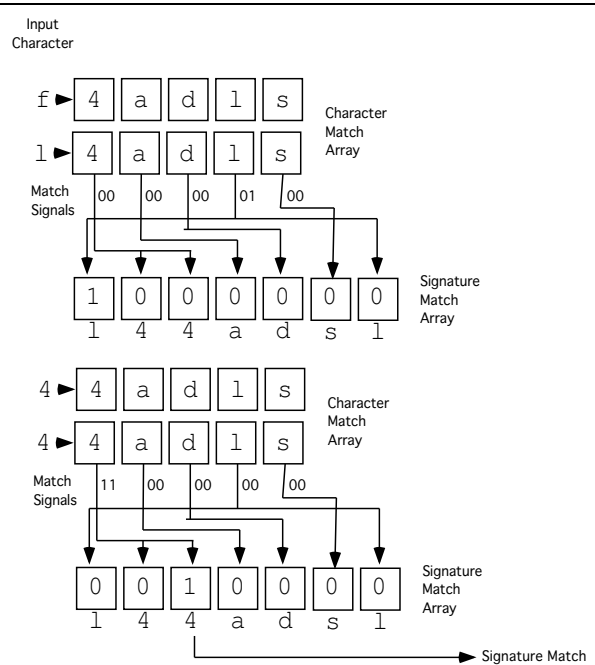 Input
Character
f 4 a d l s
Character
Match
Array
l 4 a d l s
Match
Signals
00 00 00 01 00
1 0 0 0 0 0 0
Signature
Match
Array
l 4 4 a d s l
4 4 a d l s
Character
Match
Array
4 4 a d l s
Match
Signals
11 00 00 00 00
0 0 1 0 0 0 0
Signature
Match
Array
l 4 4 a d s l
Signature Match